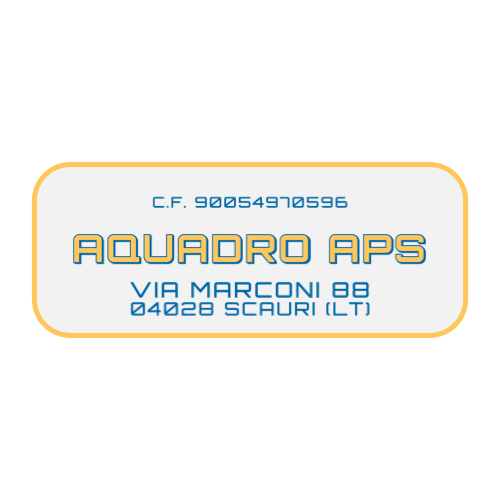 C.F. 90054970596
AQUADRO APS
VIA MARCONI 88
04028 SCAURI (LT)